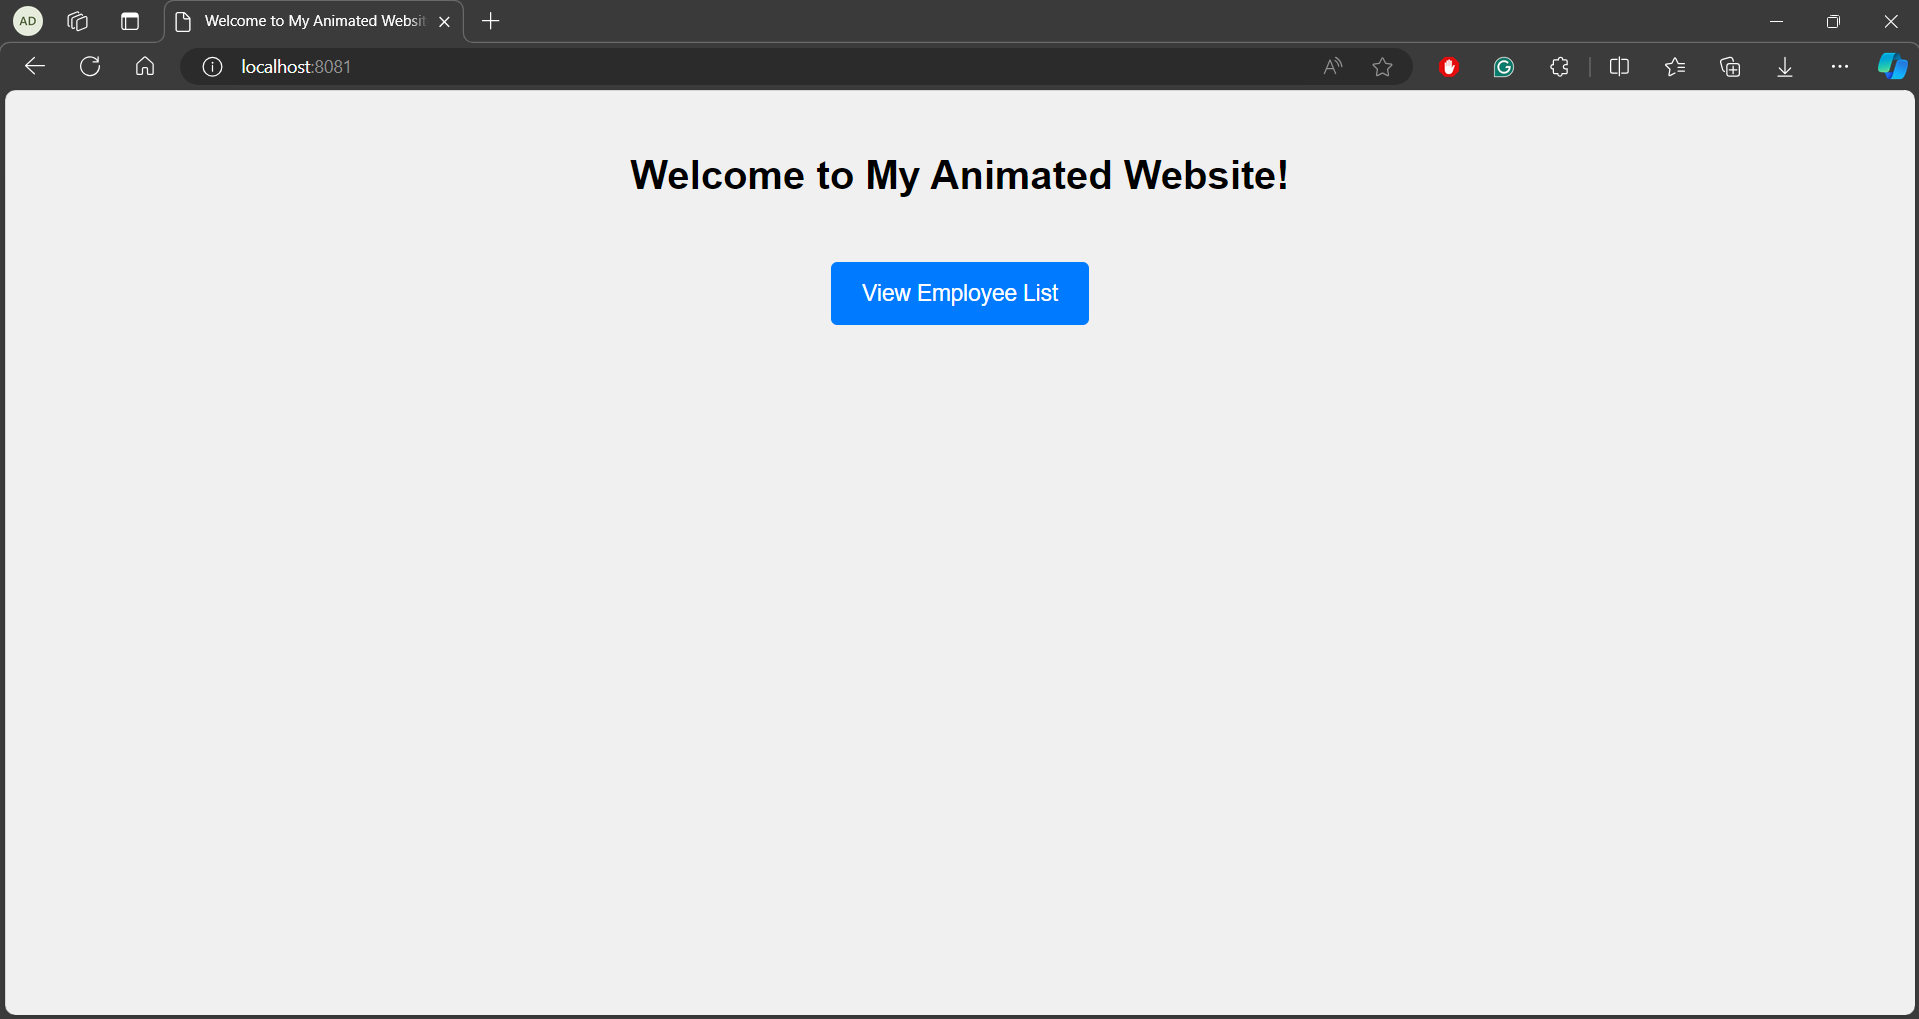 AD
Welcome to My Animated Websit
localhost:8081
Welcome to My Animated Website!
View Employee List